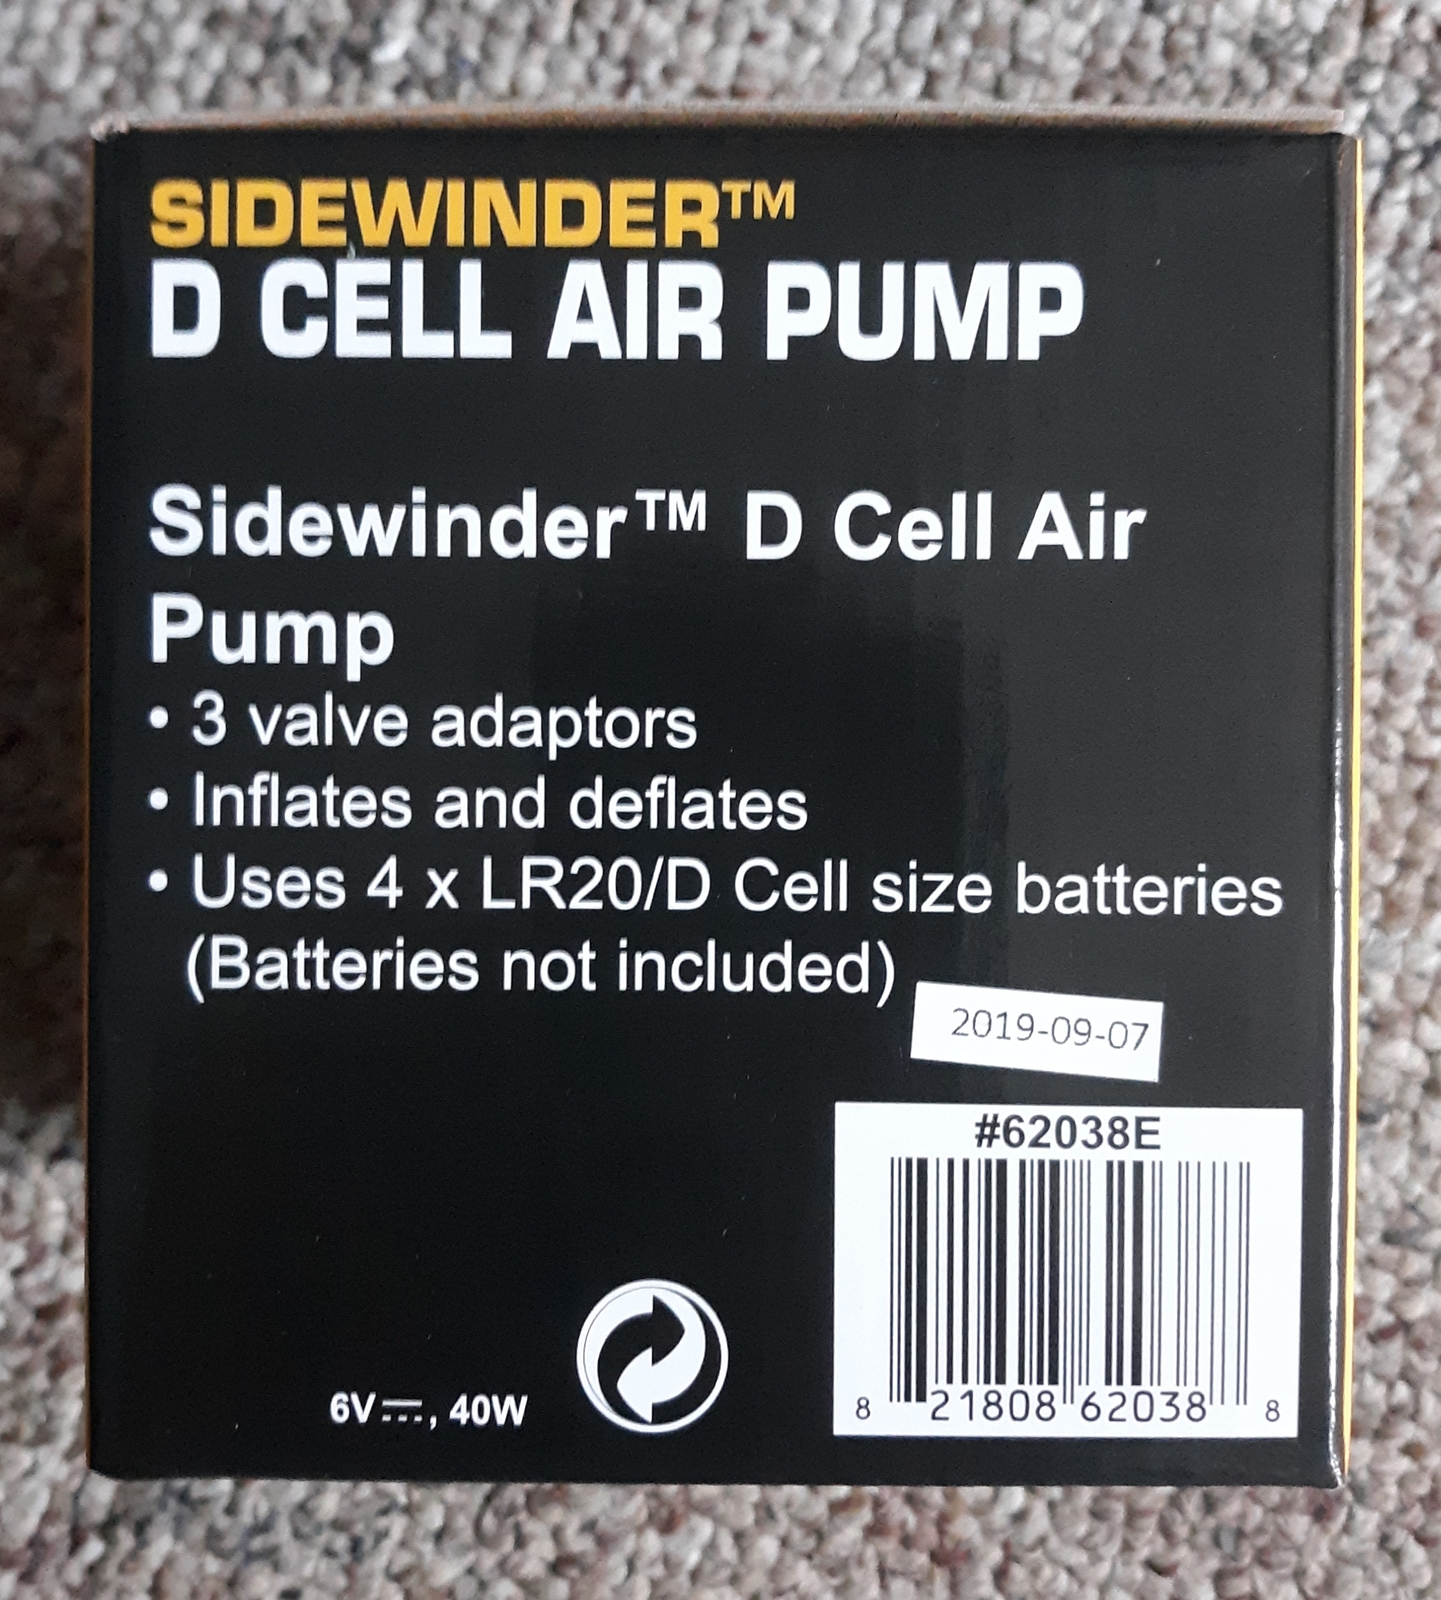 SIDEWINDER™
D CELL AIR PUMP
Sidewinder™ D Cell Air
Pump
• 3 valve adaptors
• Inflates and deflates
• Uses 4 x LR20/D Cell size batteries
(Batteries not included)
2019-09-07
#62038E
8 21808 62038 8
6V⎓, 40W